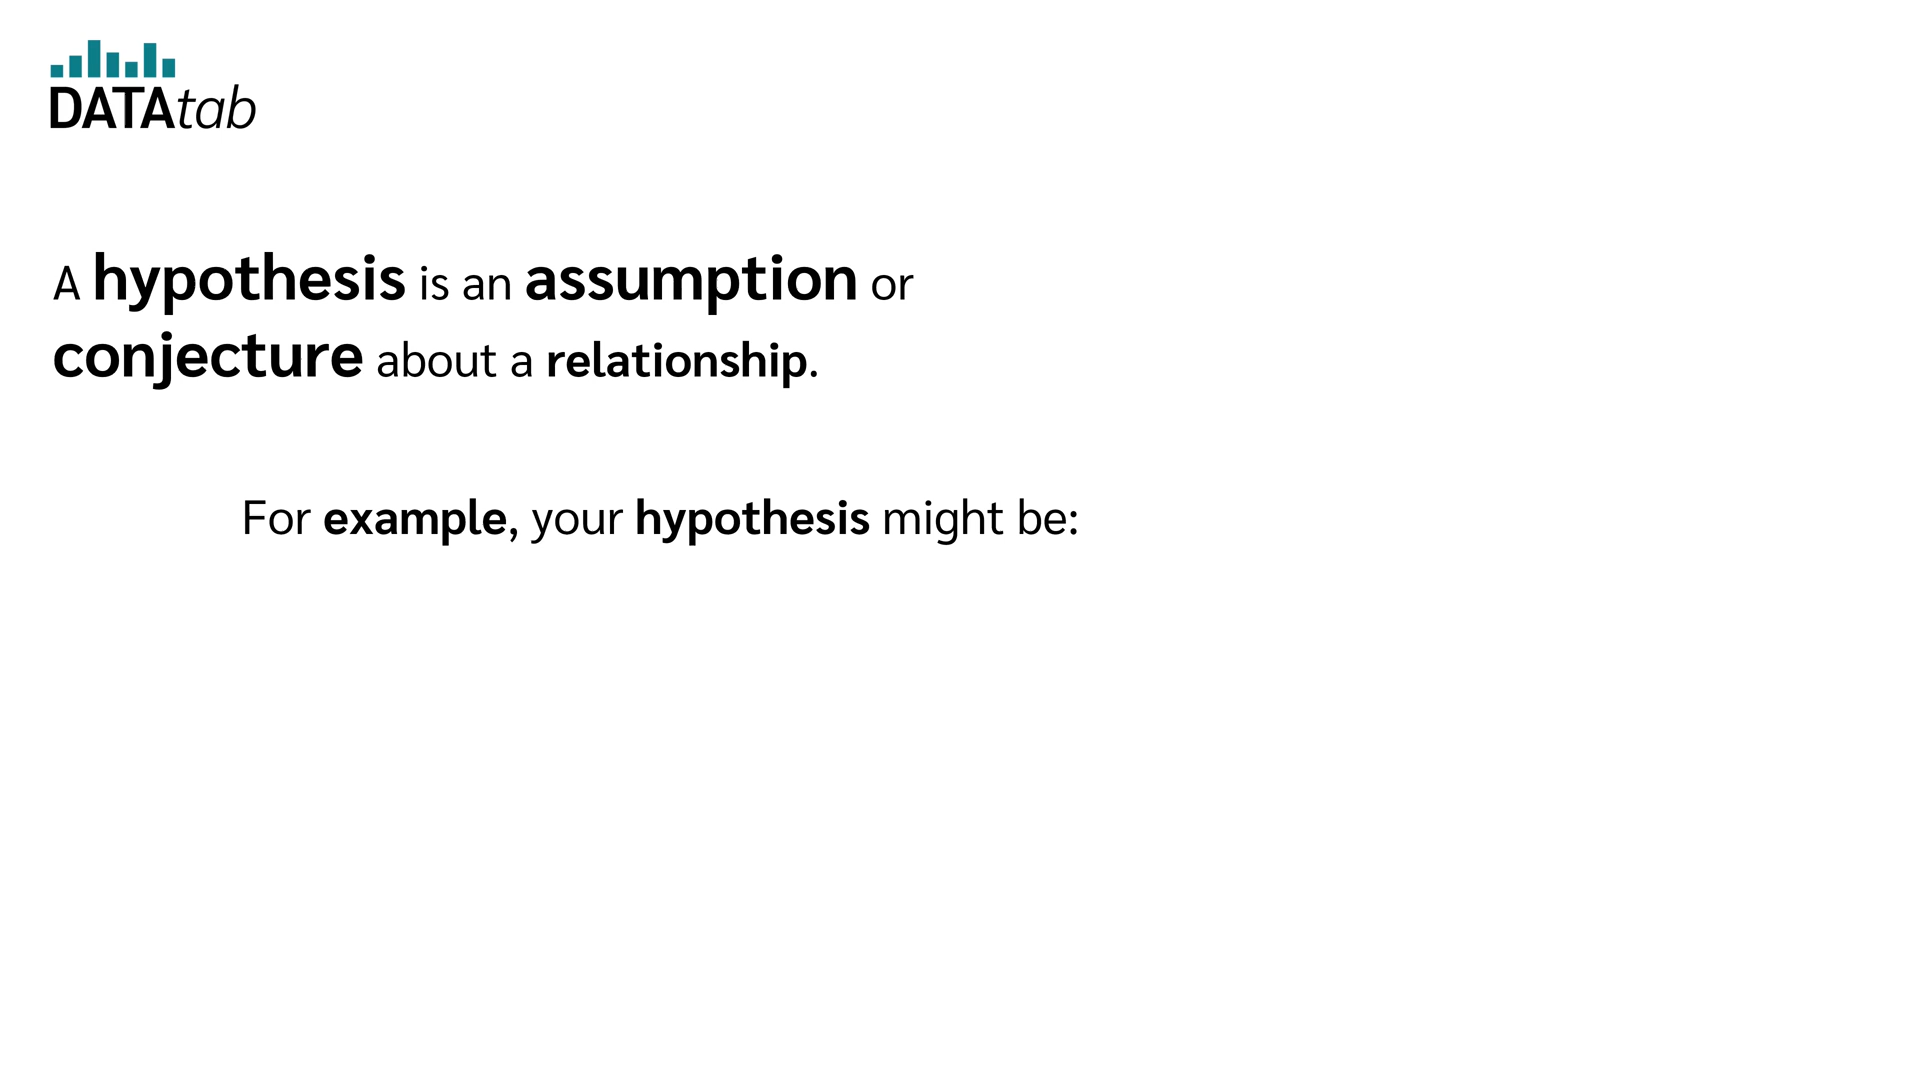 DATAtab
A hypothesis is an assumption or
conjecture about a relationship.
For example, your hypothesis might be: